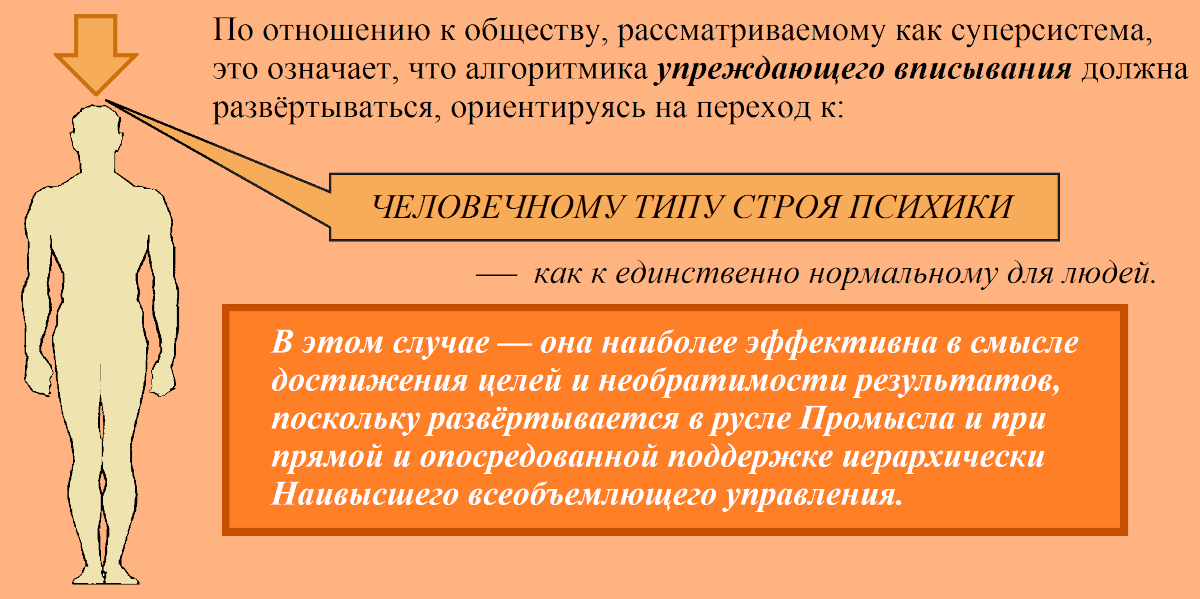 По отношению к обществу, рассматриваемому как суперсистема,
это означает, что алгоритмика упреждающего вписывания должна
развёртываться, ориентируясь на переход к:
ЧЕЛОВЕЧНОМУ ТИПУ СТРОЯ ПСИХИКИ
— как к единственно нормальному для людей.
В этом случае — она наиболее эффективна в смысле
достижения целей и необратимости результатов,
поскольку развёртывается в русле Промысла и при
прямой и опосредованной поддержке иерархически
Наивысшего всеобъемлющего управления.